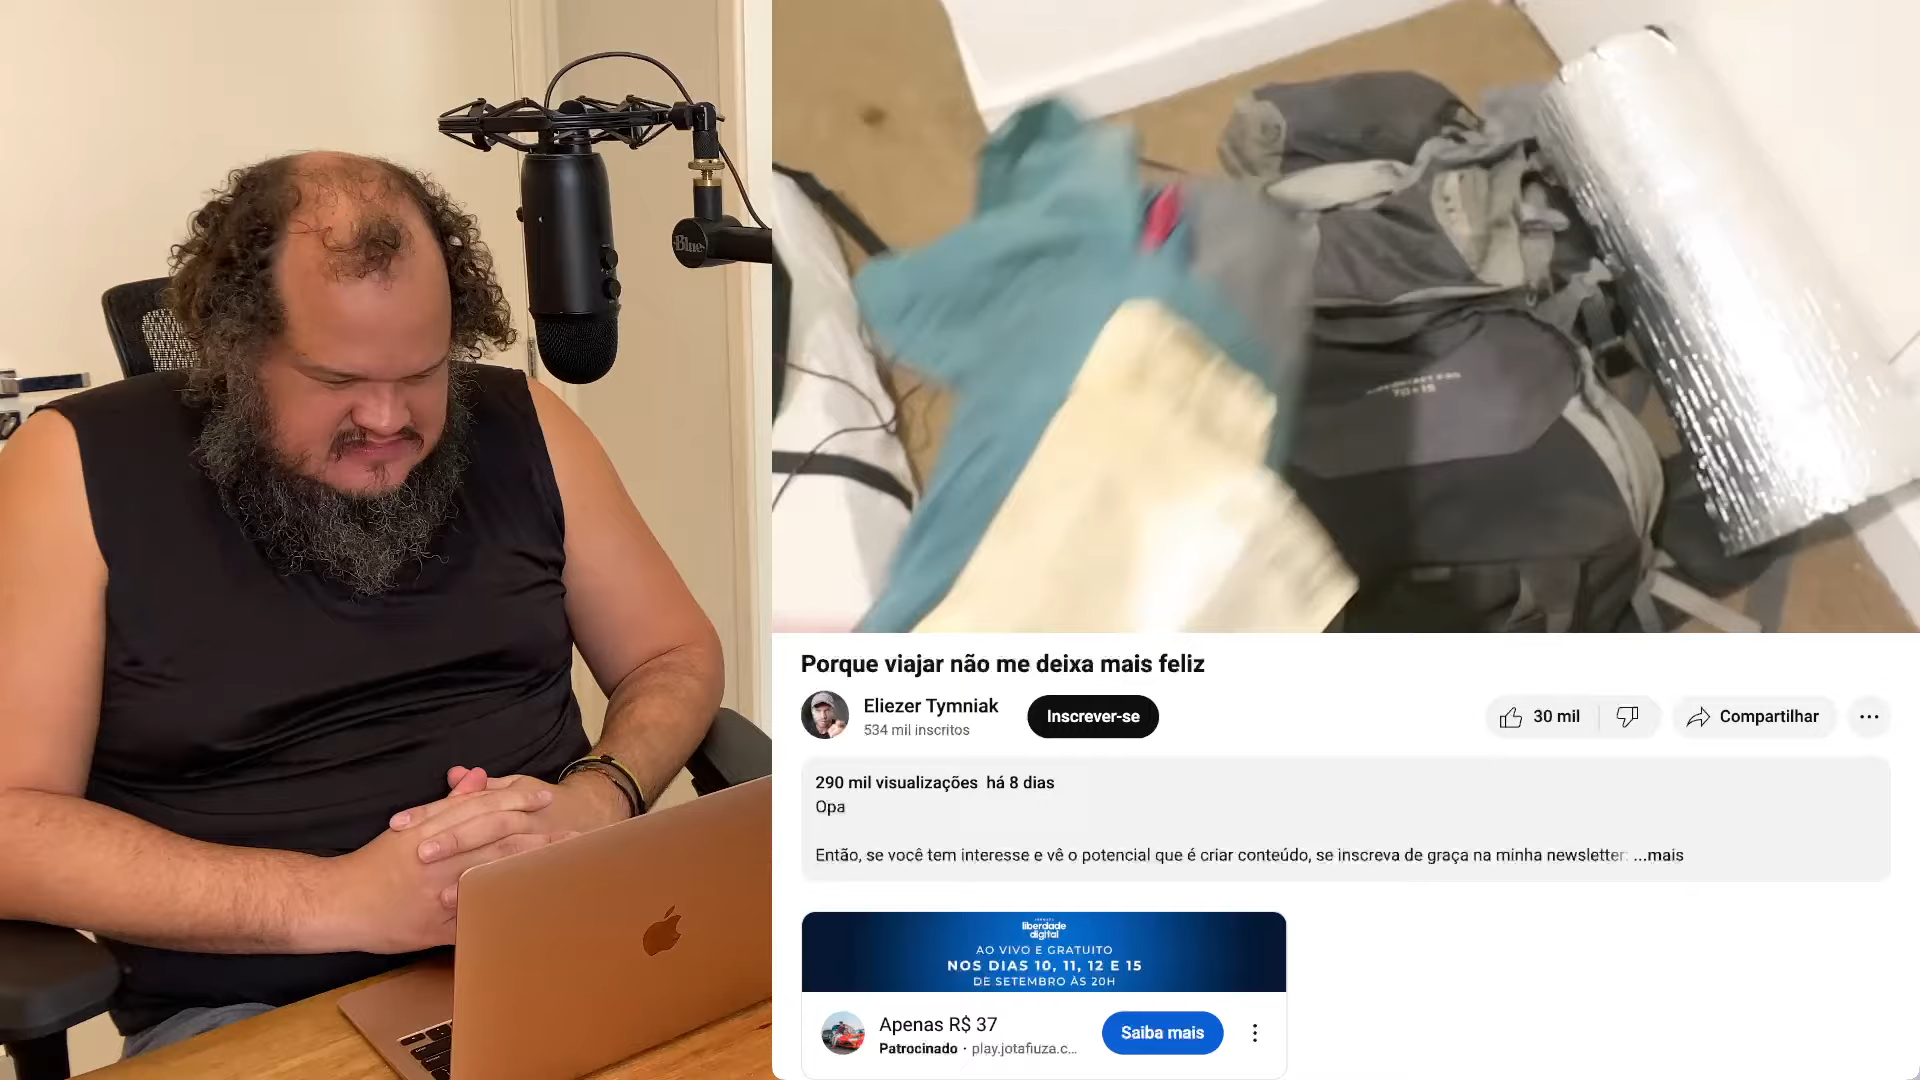 Blue
70+15
Porque viajar não me deixa mais feliz
Eliezer Tymniak
534 mil inscritos
Inscrever-se
30 mil
Compartilhar
290 mil visualizações há 8 dias
Opa
Então, se você tem interesse e vê o potencial que é criar conteúdo, se inscreva de graça na minha newsletter: ...mais
JORNADA
liberdade
digital
AO VIVO E GRATUITO
NOS DIAS 10, 11, 12 E 15
DE SETEMBRO ÀS 20H
Apenas R$ 37
Patrocinado · play.jotafiuza.c...
Saiba mais